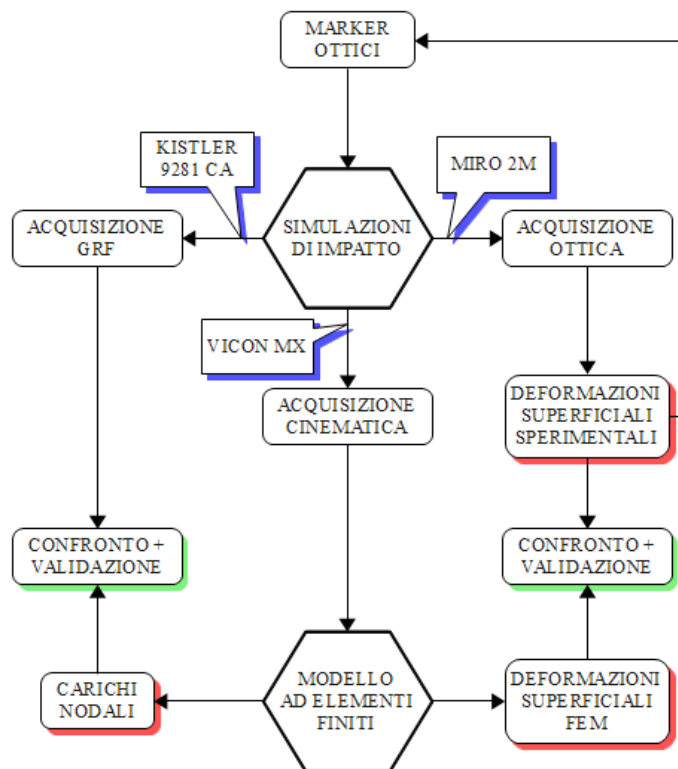 MARKER
OTTICI
KISTLER
9281 CA
MIRO 2M
SIMULAZIONI
DI IMPATTO
ACQUISIZIONE
GRF
ACQUISIZIONE
OTTICA
VICON MX
ACQUISIZIONE
CINEMATICA
DEFORMAZIONI
SUPERFICIALI
SPERIMENTALI
CONFRONTO +
VALIDAZIONE
CONFRONTO +
VALIDAZIONE
CARICHI
NODALI
MODELLO
AD ELEMENTI
FINITI
DEFORMAZIONI
SUPERFICIALI
FEM